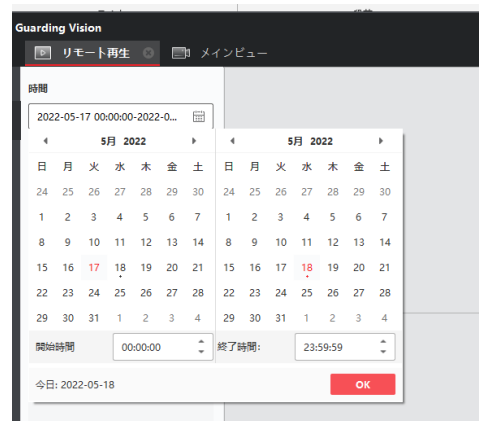 Guarding Vision
リモート再生 メインビュー
時間
2022-05-17 00:00:00-2022-0...
5月 2022 5月 2022
日 月 火 水 木 金 土 日 月 火 水 木 金 土
24 25 26 27 28 29 30 24 25 26 27 28 29 30
1 2 3 4 5 6 7 1 2 3 4 5 6 7
8 9 10 11 12 13 14 8 9 10 11 12 13 14
15 16 17 18 19 20 21 15 16 17 18 19 20 21
22 23 24 25 26 27 28 22 23 24 25 26 27 28
29 30 31 1 2 3 4 29 30 31 1 2 3 4
開始時間 00:00:00 終了時間: 23:59:59
今日: 2022-05-18 OK